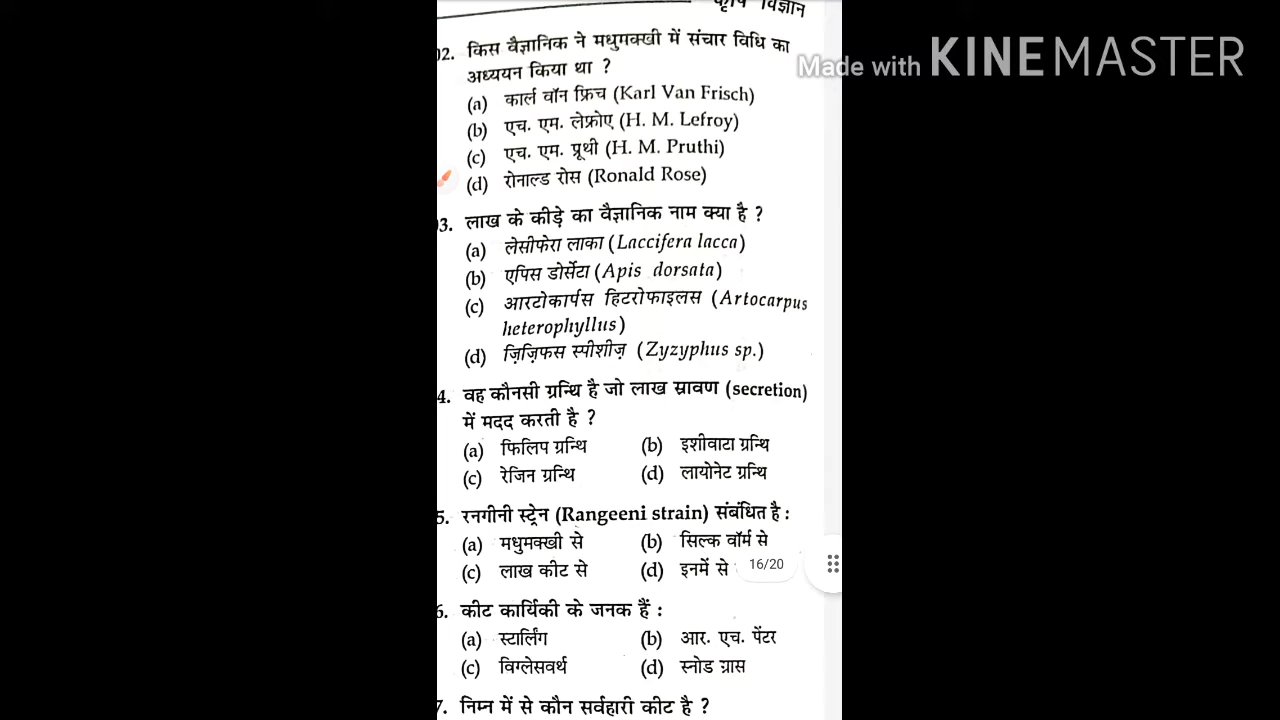 कृषि विज्ञान
Made with KINEMASTER
02. किस वैज्ञानिक ने मधुमक्खी में संचार विधि का
अध्ययन किया था ?
(a) कार्ल वॉन फ्रिच (Karl Van Frisch)
(b) एच. एम. लेफ्रोए (H. M. Lefroy)
(c) एच. एम. प्रूथी (H. M. Pruthi)
(d) रोनाल्ड रोस (Ronald Rose)
03. लाख के कीड़े का वैज्ञानिक नाम क्या है ?
(a) लेसीफेरा लाका (Laccifera lacca)
(b) एपिस डोर्सेटा (Apis dorsata)
(c) आरटोकार्पस हिटरोफाइलस (Artocarpus
heterophyllus)
(d) ज़िज़िफस स्पीशीज़ (Zyzyphus sp.)
4. वह कौनसी ग्रन्थि है जो लाख स्रावण (secretion)
में मदद करती है ?
(a) फिलिप ग्रन्थि (b) इशीवाटा ग्रन्थि
(c) रेजिन ग्रन्थि (d) लायोनेट ग्रन्थि
5. रनगीनी स्ट्रेन (Rangeeni strain) संबंधित है :
(a) मधुमक्खी से (b) सिल्क वॉर्म से
(c) लाख कीट से (d) इनमें से
16/20
6. कीट कार्यिकी के जनक हैं :
(a) स्टार्लिंग (b) आर. एच. पेंटर
(c) विग्लेसवर्थ (d) स्नोड ग्रास
7. निम्न में से कौन सर्वहारी कीट है ?